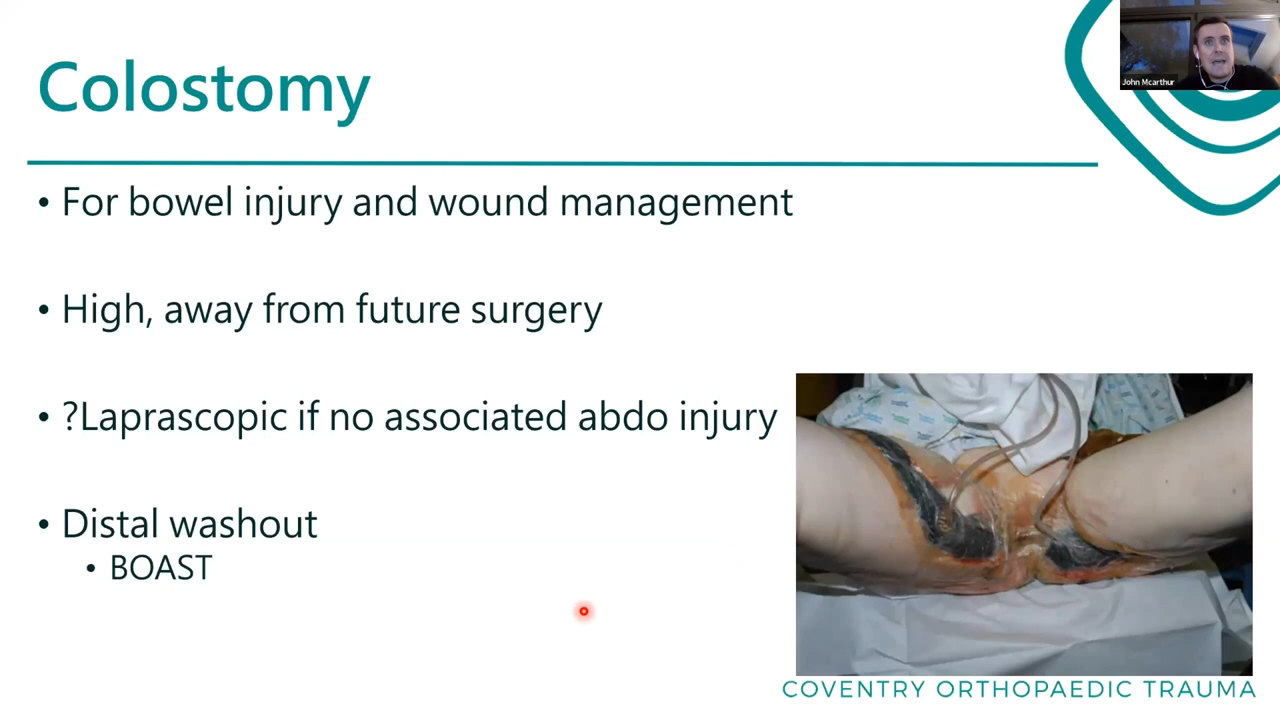 Colostomy
John Mcarthur
• For bowel injury and wound management
• High, away from future surgery
• ?Laprascopic if no associated abdo injury
• Distal washout
• BOAST
COVENTRY ORTHOPAEDIC TRAUMA